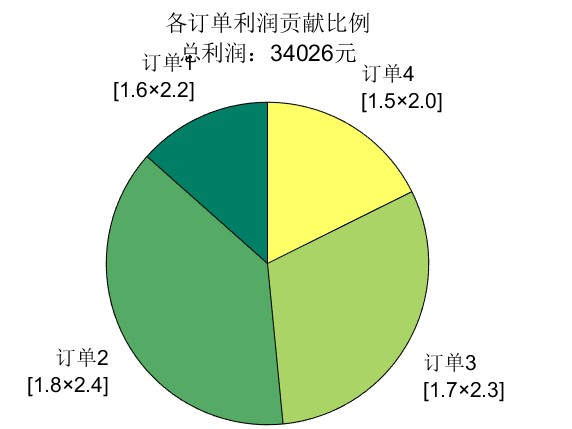 各订单利润贡献比例
总利润：34026元
订单1
[1.6×2.2]
订单4
[1.5×2.0]
订单2
[1.8×2.4]
订单3
[1.7×2.3]